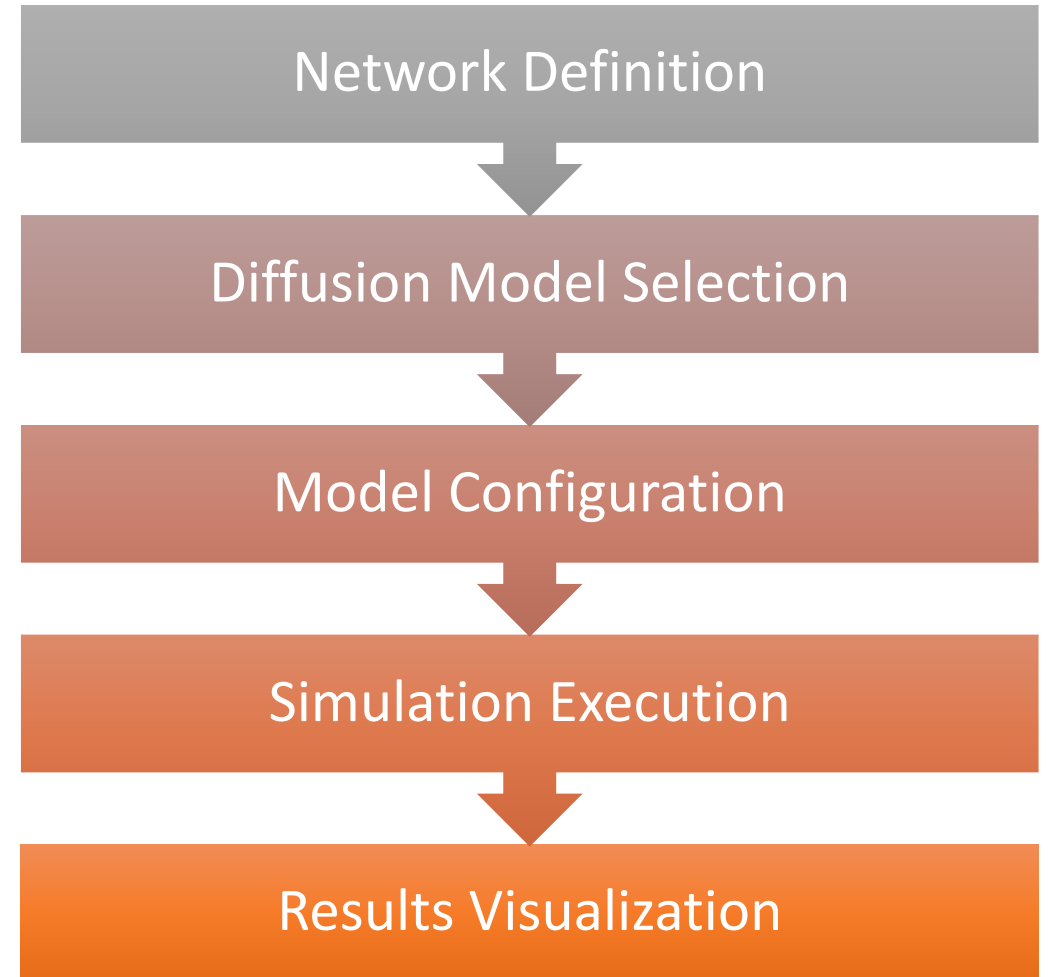 Network Definition
Diffusion Model Selection
Model Configuration
Simulation Execution
Results Visualization